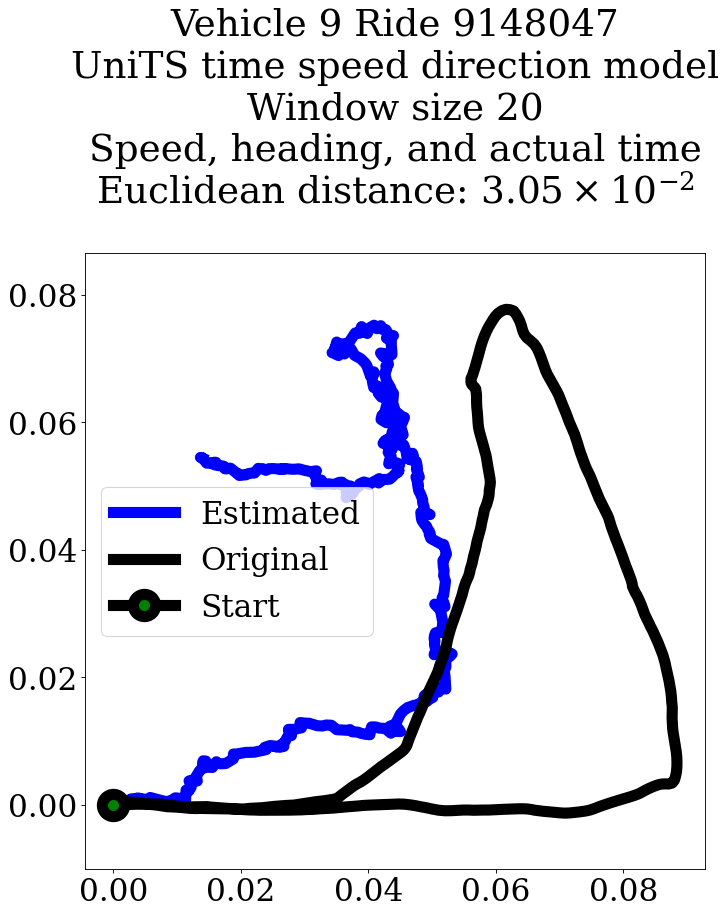 Vehicle 9 Ride 9148047
UniTS time speed direction model
Window size 20
Speed, heading, and actual time
Euclidean distance: 3.05 × 10⁻²
0.08
0.06
0.04
0.02
0.00
Estimated
Original
Start
0.00 0.02 0.04 0.06 0.08